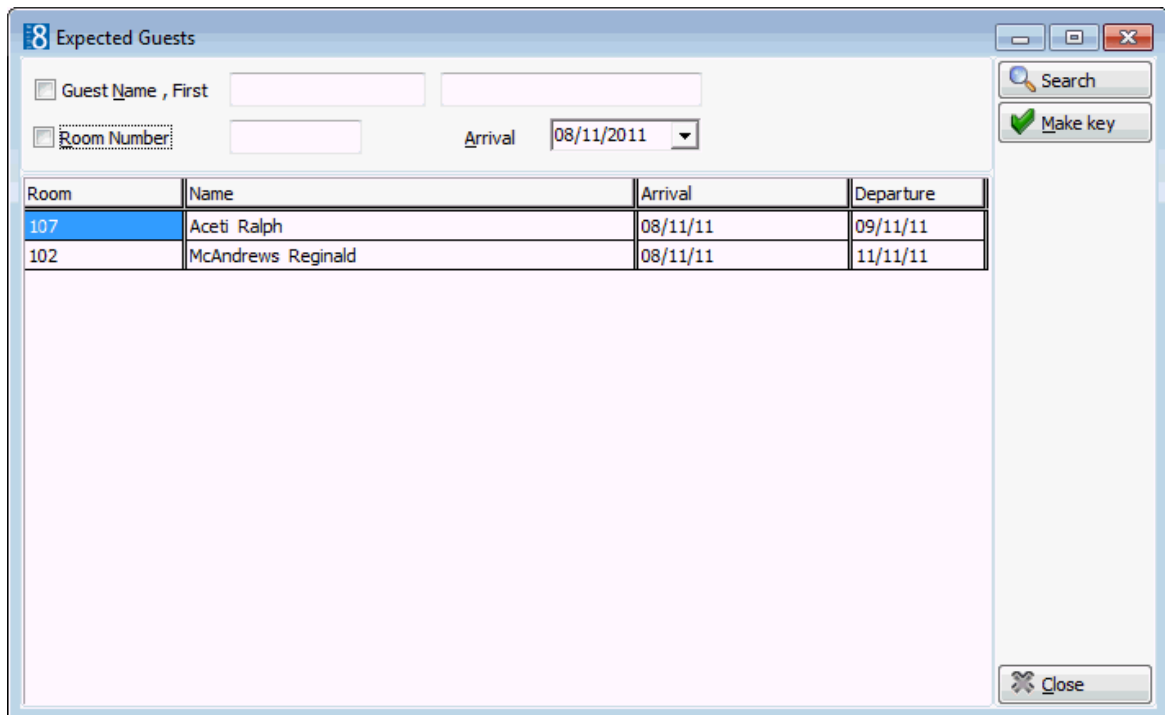 8 Expected Guests
Guest Name , First
Search
Room Number Arrival 08/11/2011
Make key
Room Name Arrival Departure
107 Aceti Ralph 08/11/11 09/11/11
102 McAndrews Reginald 08/11/11 11/11/11
Close